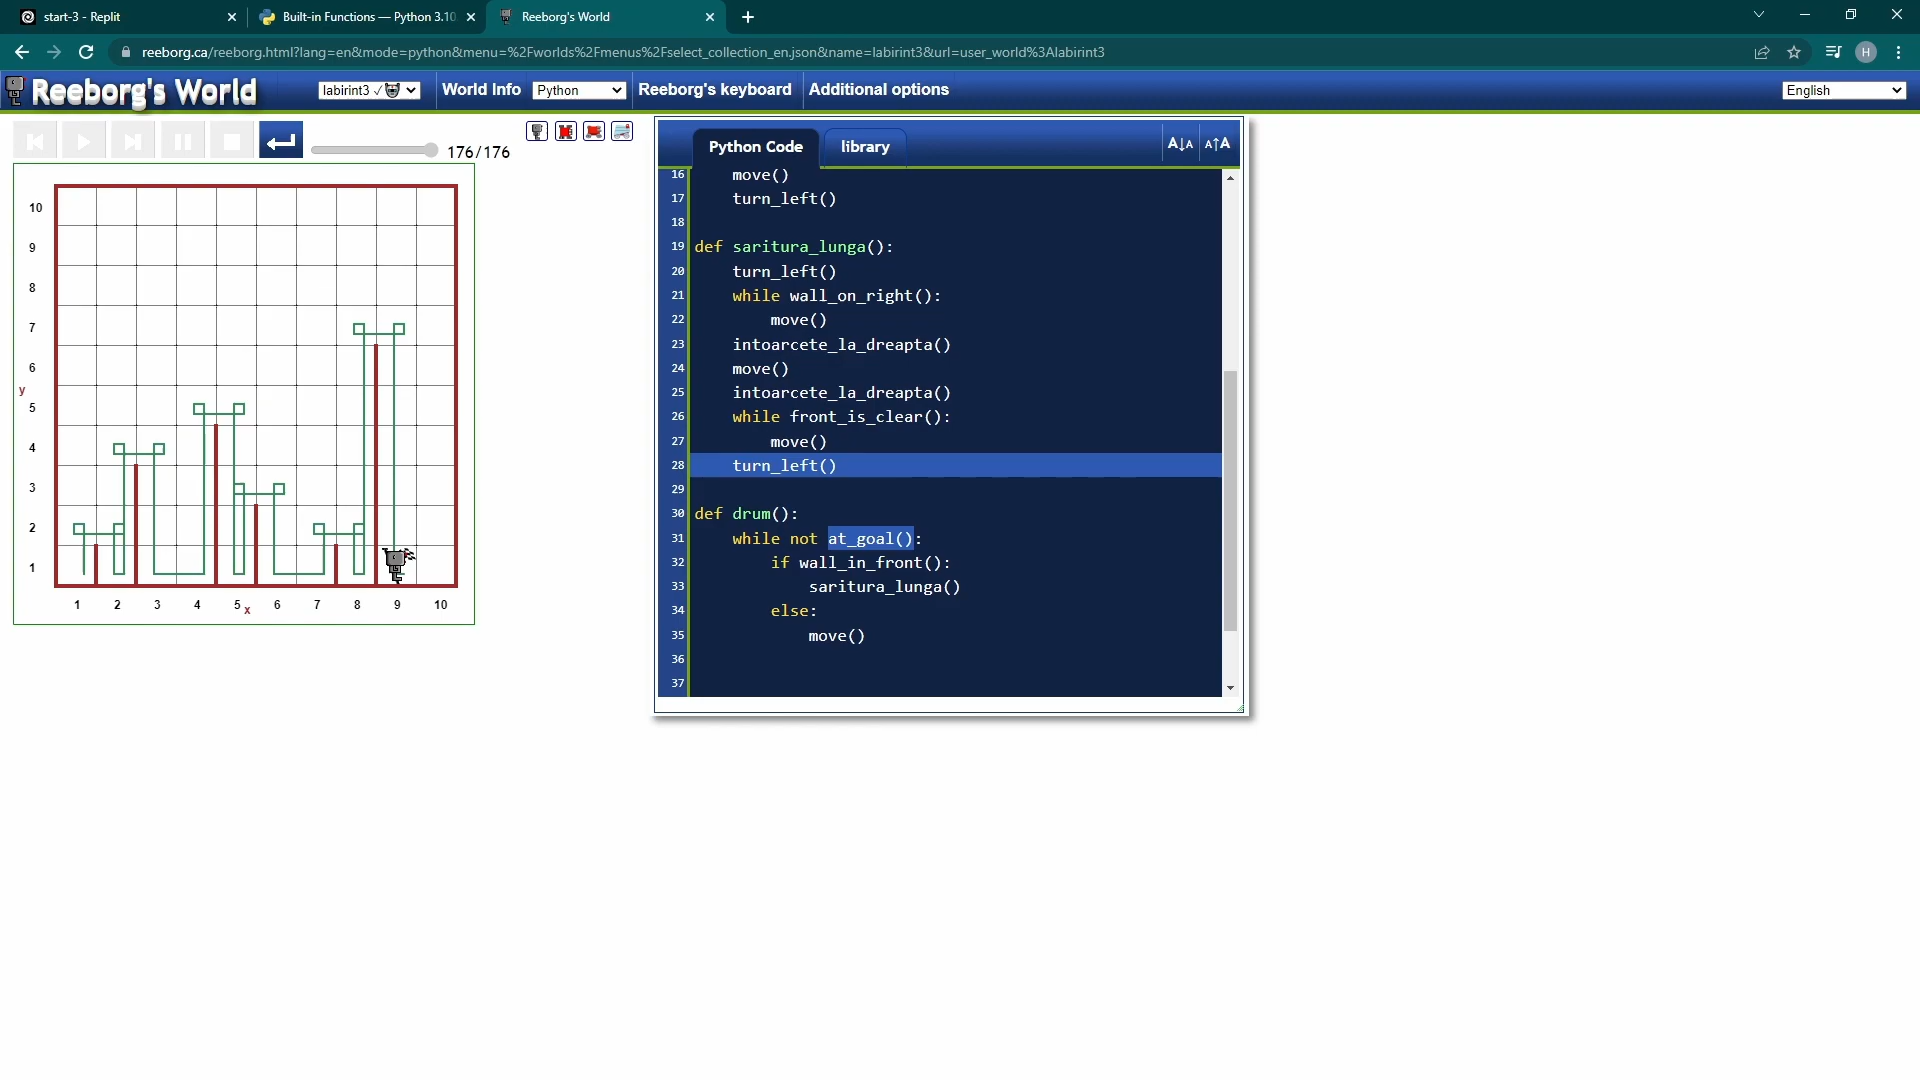 start-3 - Replit
Built-in Functions — Python 3.10
Reeborg's World
reeborg.ca/reeborg.html?lang=en&mode=python&menu=%2Fworlds%2Fmenus%2Fselect_collection_en.json&name=labirint3&url=user_world%3Alabirint3
H
Reeborg's World
labirint3 ✓
World Info
Python
Reeborg's keyboard
Additional options
English
176/176
Python Code
library
A↓A
A↑A
10
9
8
7
6
y
5
4
3
2
1
1 2 3 4 5 x 6 7 8 9 10
16 move()
17 turn_left()
18
19 def saritura_lunga():
20 turn_left()
21 while wall_on_right():
22 move()
23 intoarcete_la_dreapta()
24 move()
25 intoarcete_la_dreapta()
26 while front_is_clear():
27 move()
28 turn_left()
29
30 def drum():
31 while not at_goal():
32 if wall_in_front():
33 saritura_lunga()
34 else:
35 move()
36
37